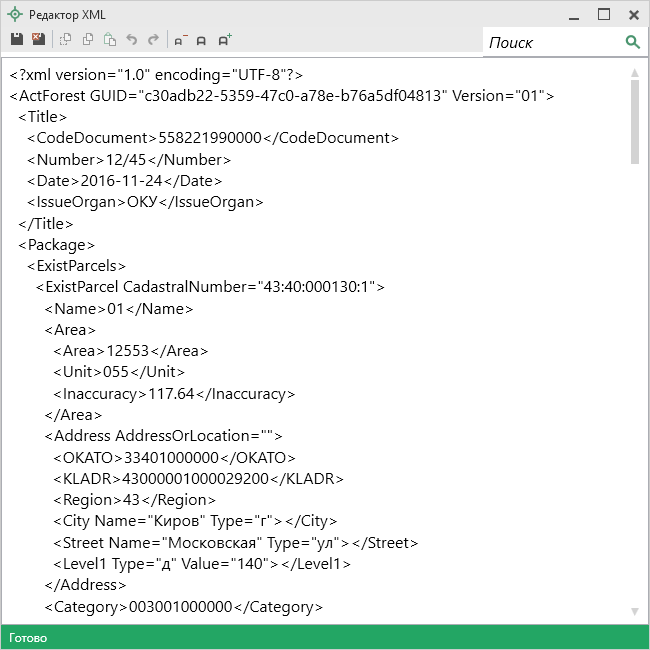 Редактор XML
Поиск
<?xml version="1.0" encoding="UTF-8"?>
<ActForest GUID="c30adb22-5359-47c0-a78e-b76a5df04813" Version="01">
<Title>
<CodeDocument>558221990000</CodeDocument>
<Number>12/45</Number>
<Date>2016-11-24</Date>
<IssueOrgan>ОКУ</IssueOrgan>
</Title>
<Package>
<ExistParcels>
<ExistParcel CadastralNumber="43:40:000130:1">
<Name>01</Name>
<Area>
<Area>12553</Area>
<Unit>055</Unit>
<Inaccuracy>117.64</Inaccuracy>
</Area>
<Address AddressOrLocation="">
<OKATO>33401000000</OKATO>
<KLADR>43000001000029200</KLADR>
<Region>43</Region>
<City Name="Киров" Type="г"></City>
<Street Name="Московская" Type="ул"></Street>
<Level1 Type="д" Value="140"></Level1>
</Address>
<Category>003001000000</Category>
Готово